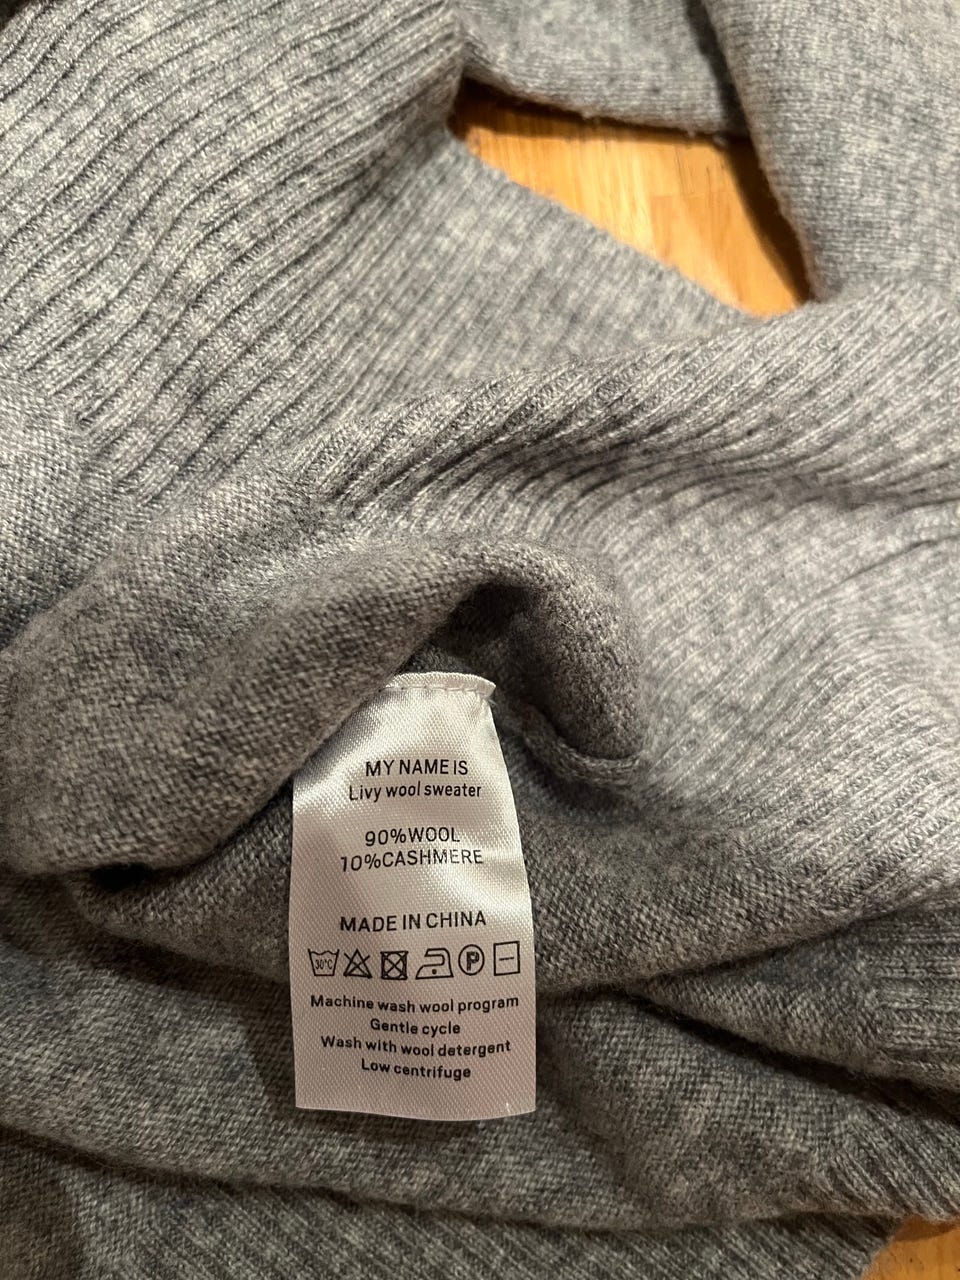 MY NAME IS
Livy wool sweater
90%WOOL
10%CASHMERE
MADE IN CHINA
30°C P
Machine wash wool program
Gentle cycle
Wash with wool detergent
Low centrifuge